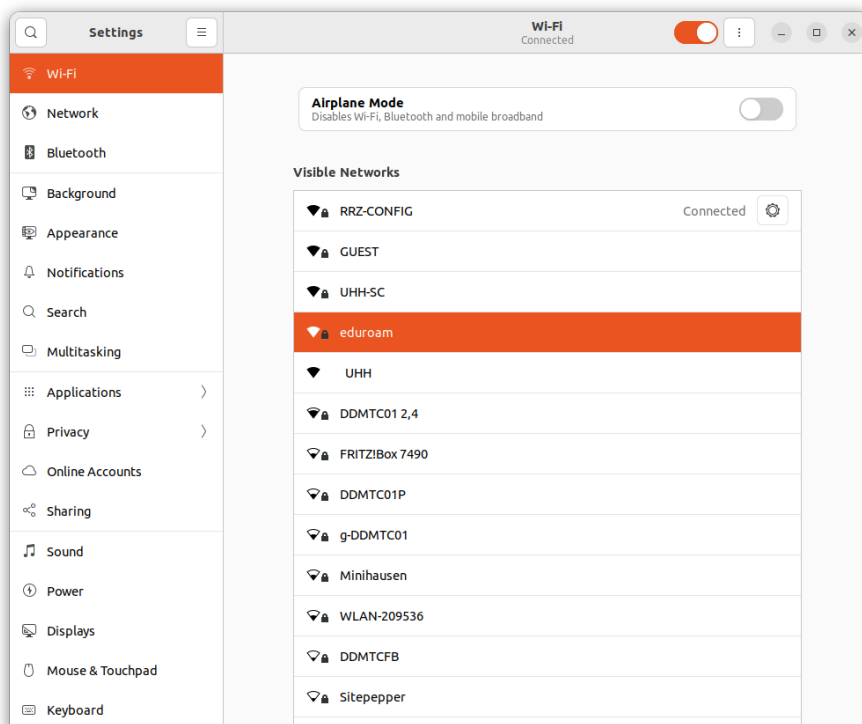 Settings
Wi-Fi
Connected
Wi-Fi
Network
Bluetooth
Background
Appearance
Notifications
Search
Multitasking
Applications
Privacy
Online Accounts
Sharing
Sound
Power
Displays
Mouse & Touchpad
Keyboard
Airplane Mode
Disables Wi-Fi, Bluetooth and mobile broadband
Visible Networks
RRZ-CONFIG Connected
GUEST
UHH-SC
eduroam
UHH
DDMTC01 2,4
FRITZ!Box 7490
DDMTC01P
g-DDMTC01
Minihausen
WLAN-209536
DDMTCFB
Sitepepper